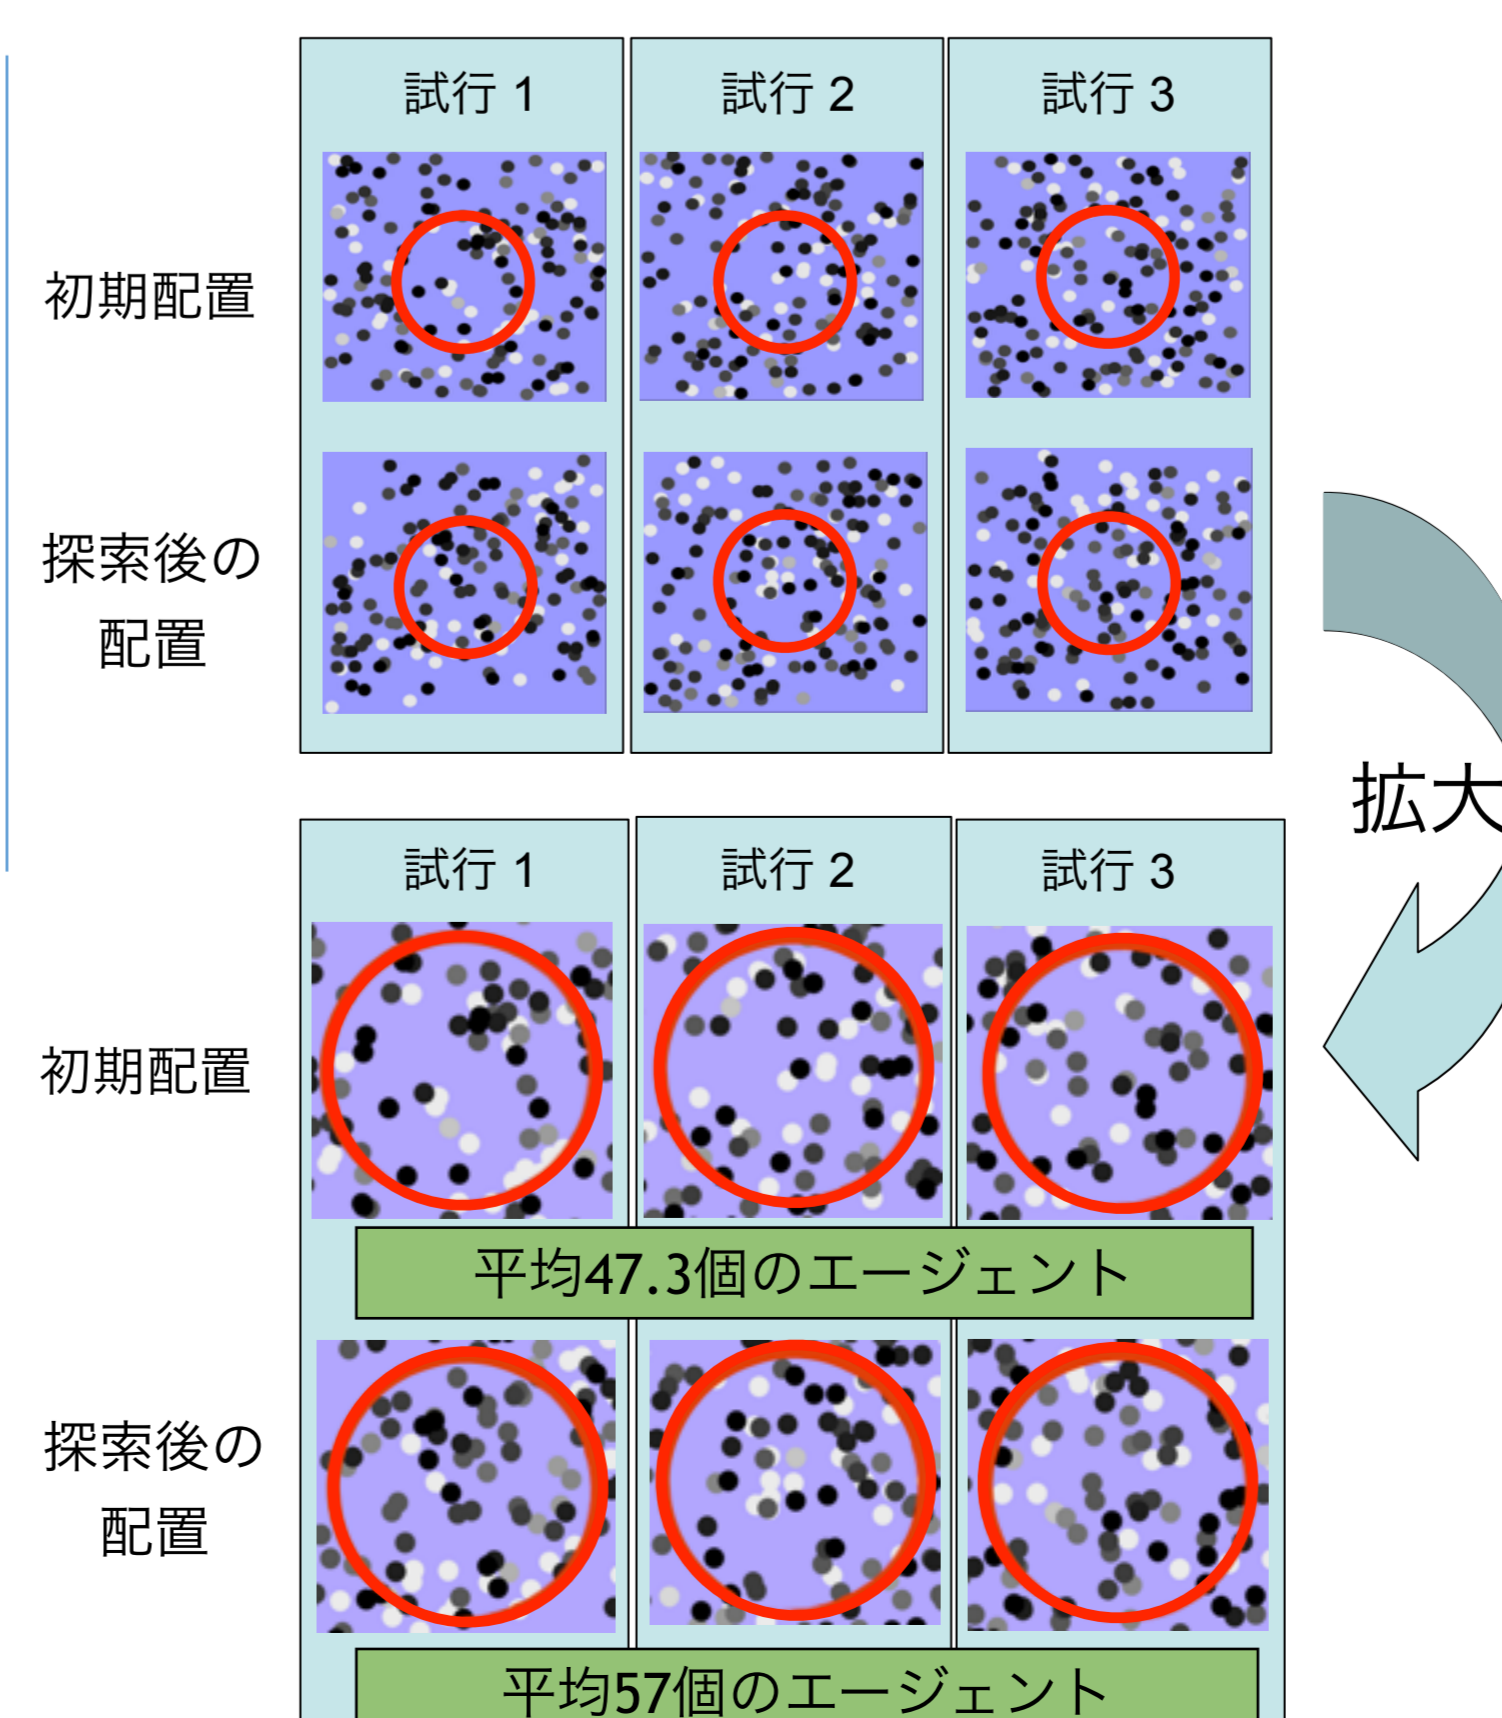 試行 1
試行 2
試行 3
初期配置
探索後の
配置
拡大
試行 1
試行 2
試行 3
初期配置
平均47.3個のエージェント
探索後の
配置
平均57個のエージェント